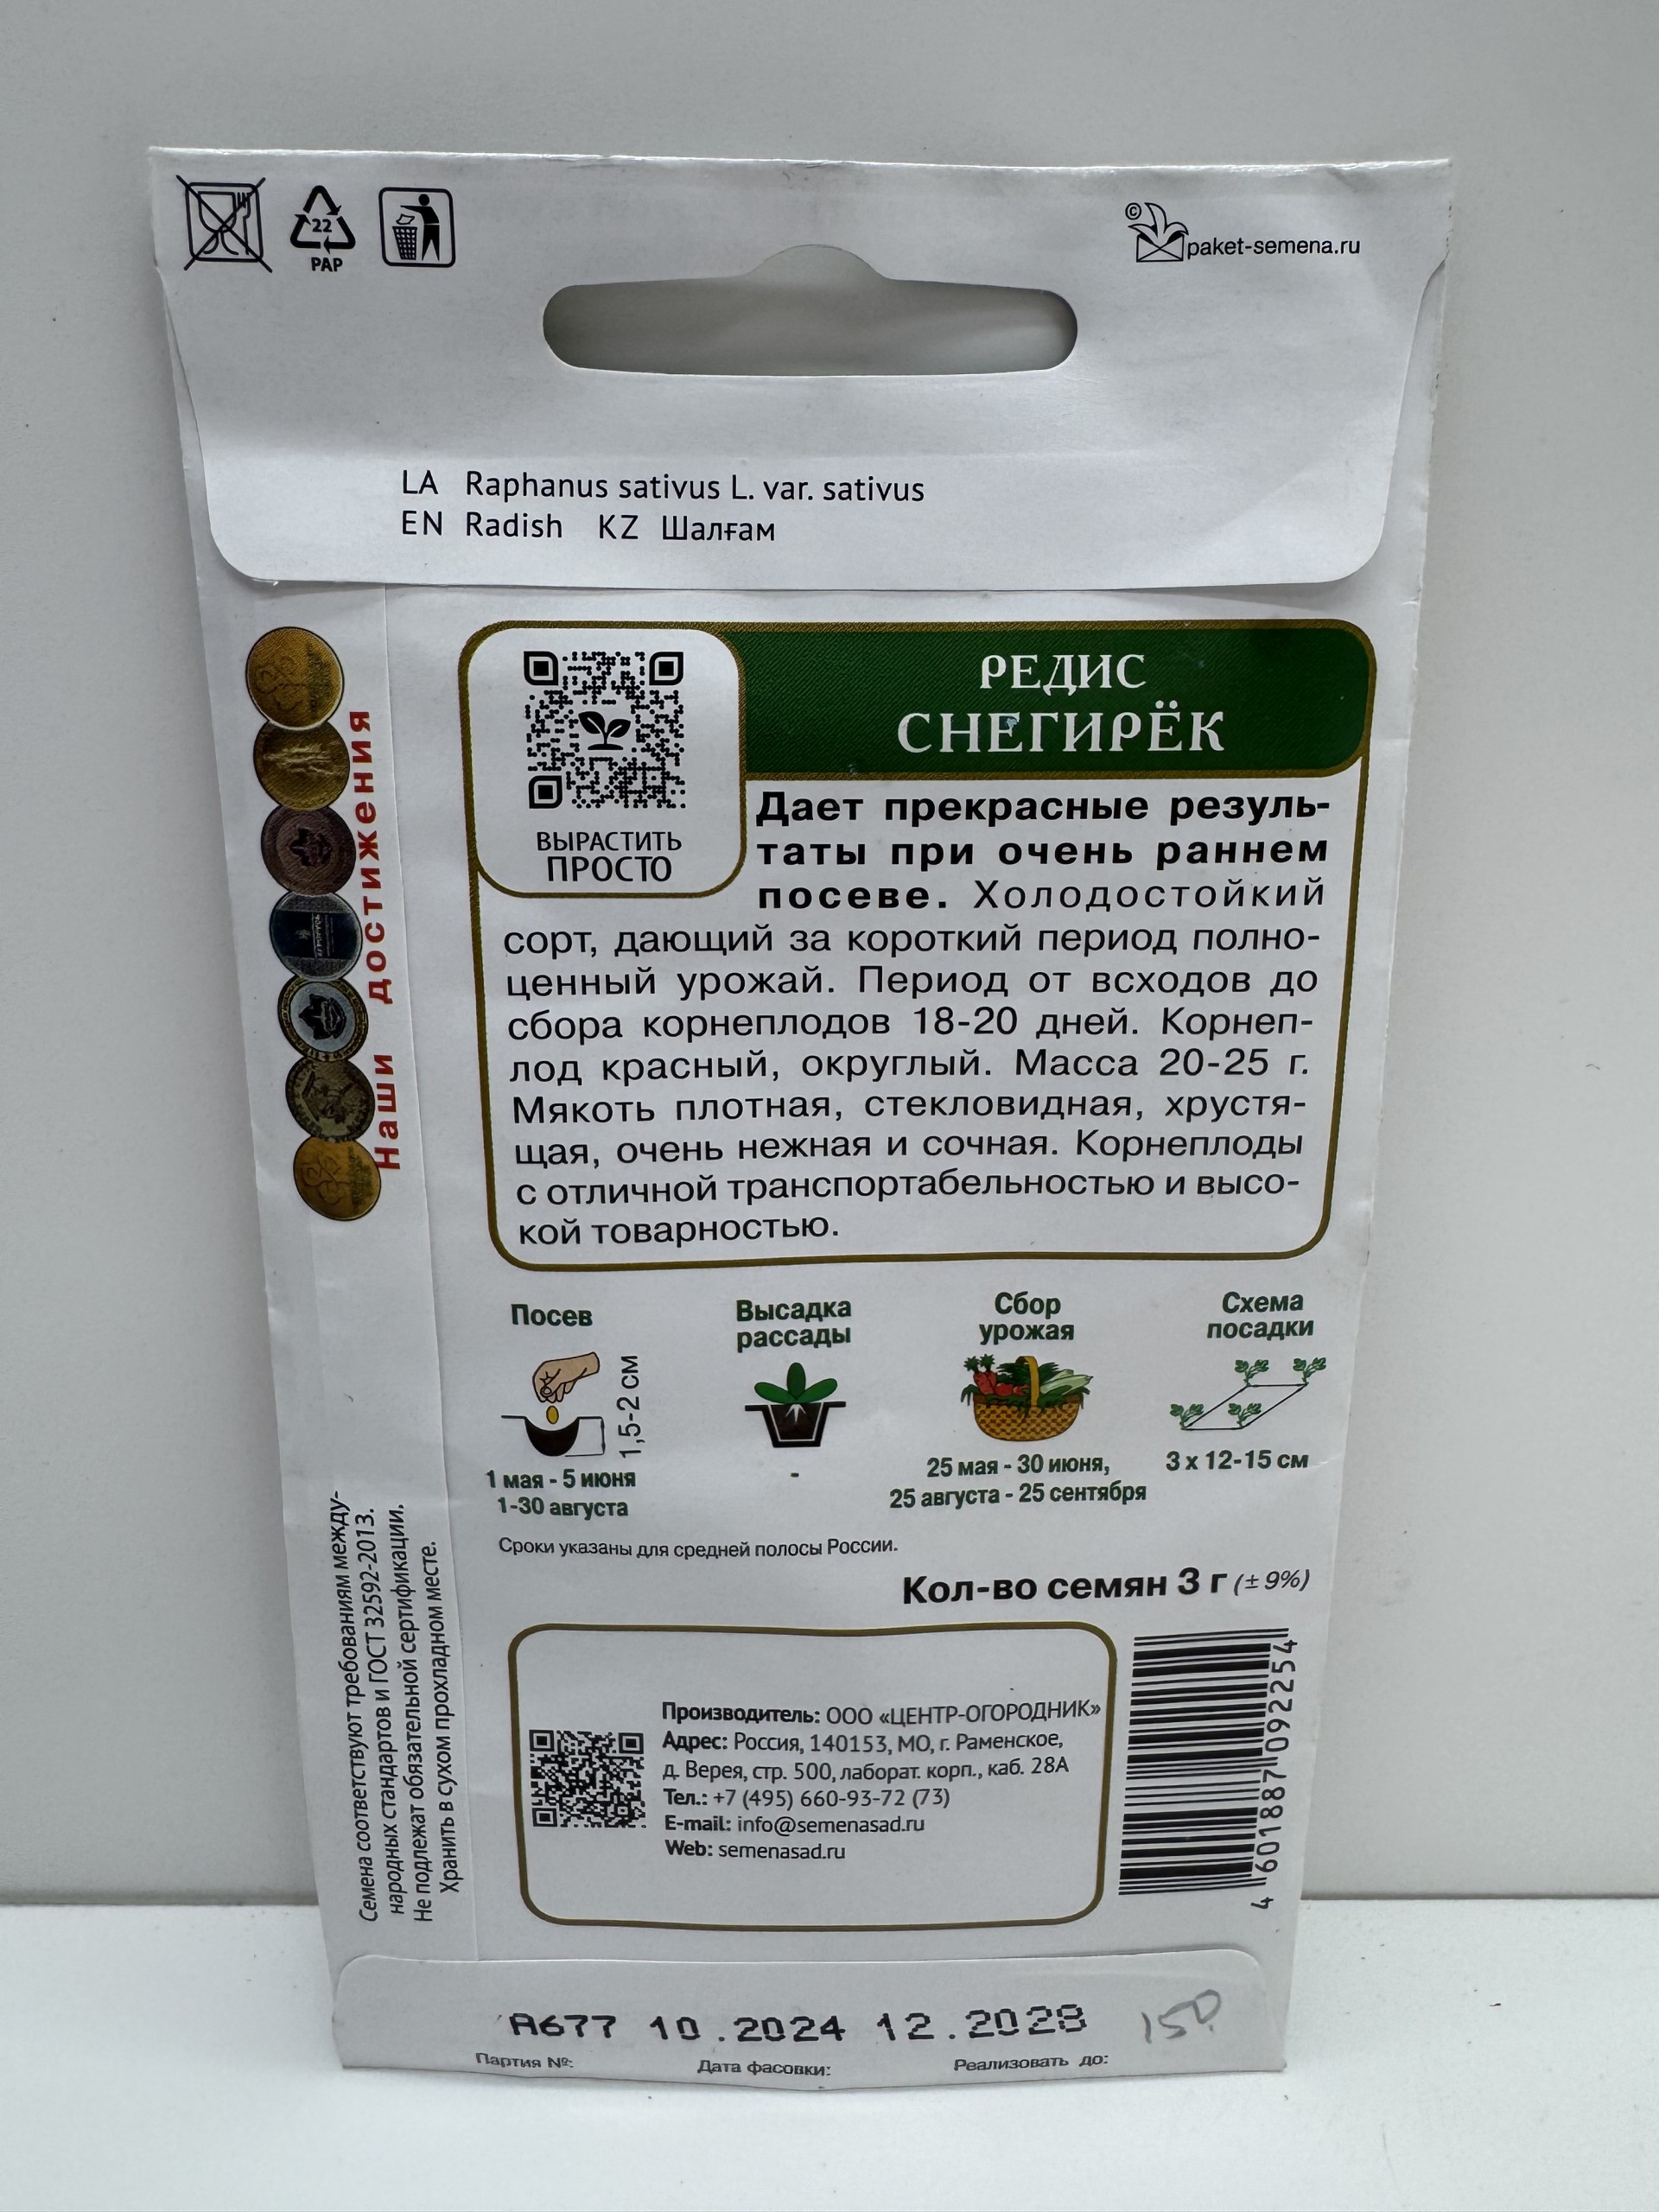 22
PAP
©
paket-semena.ru
LA Raphanus sativus L. var. sativus
EN Radish KZ Шалғам
РЕДИС
СНЕГИРЁК
ВЫРАСТИТЬ
ПРОСТО
Дает прекрасные резуль-
таты при очень раннем
посеве. Холодостойкий
сорт, дающий за короткий период полно-
ценный урожай. Период от всходов до
сбора корнеплодов 18-20 дней. Корнеп-
лод красный, округлый. Масса 20-25 г.
Мякоть плотная, стекловидная, хрустя-
щая, очень нежная и сочная. Корнеплоды
с отличной транспортабельностью и высо-
кой товарностью.
Наши достижения
Посев
1,5-2 см
1 мая - 5 июня
1-30 августа
Высадка
рассады
-
Сбор
урожая
25 мая - 30 июня,
25 августа - 25 сентября
Схема
посадки
3 х 12-15 см
Сроки указаны для средней полосы России.
Кол-во семян 3 г (± 9%)
Семена соответствуют требованиям между-
народных стандартов и ГОСТ 32592-2013.
Не подлежат обязательной сертификации.
Хранить в сухом прохладном месте.
Производитель: ООО «ЦЕНТР-ОГОРОДНИК»
Адрес: Россия, 140153, МО, г. Раменское,
д. Верея, стр. 500, лаборат. корп., каб. 28А
Тел.: +7 (495) 660-93-72 (73)
E-mail: info@semenasad.ru
Web: semenasad.ru
4 601887 092254
А677 10.2024 12.2028
Партия №: Дата фасовки: Реализовать до: